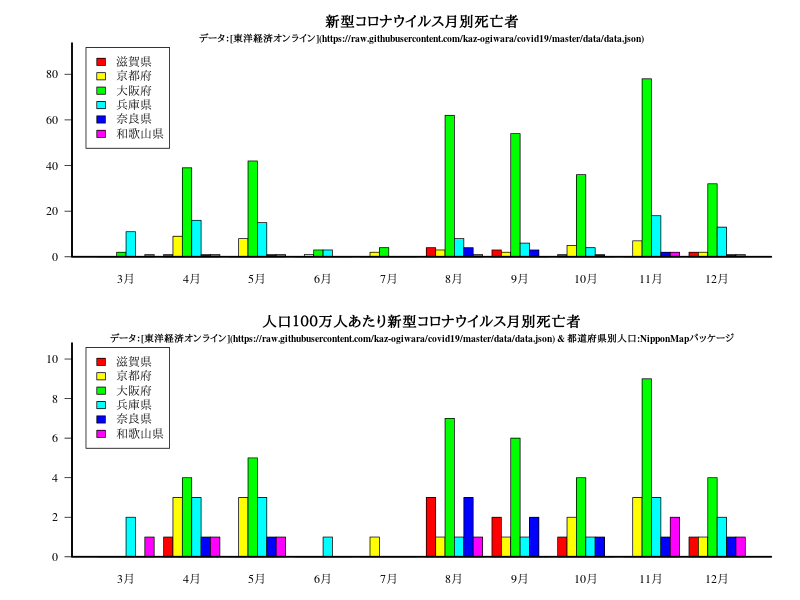 新型コロナウイルス月別死亡者
データ:[東洋経済オンライン](https://raw.githubusercontent.com/kaz-ogiwara/covid19/master/data/data.json)
滋賀県
京都府
大阪府
兵庫県
奈良県
和歌山県
80
60
40
20
0
3月 4月 5月 6月 7月 8月 9月 10月 11月 12月
人口100万人あたり新型コロナウイルス月別死亡者
データ:[東洋経済オンライン](https://raw.githubusercontent.com/kaz-ogiwara/covid19/master/data/data.json) & 都道府県別人口:NipponMapパッケージ
滋賀県
京都府
大阪府
兵庫県
奈良県
和歌山県
10
8
6
4
2
0
3月 4月 5月 6月 7月 8月 9月 10月 11月 12月